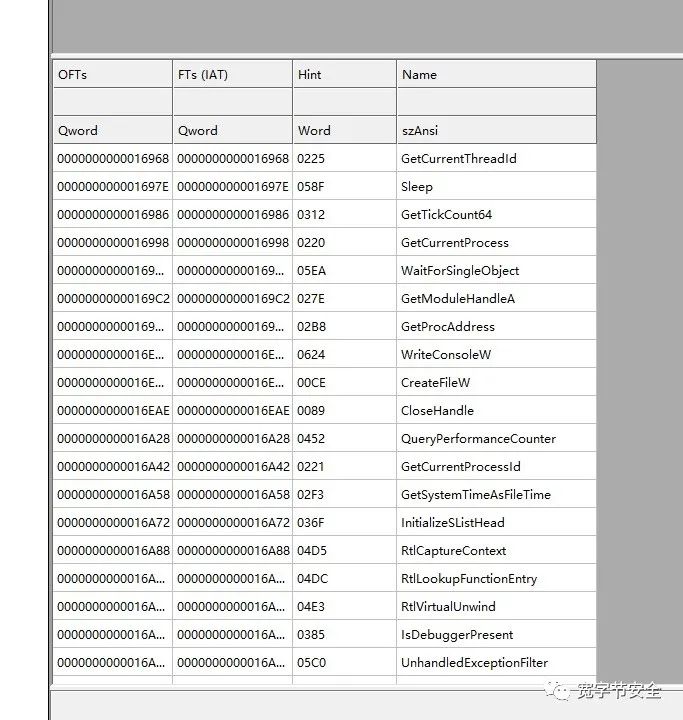 OFTs FTs (IAT) Hint Name
Qword Qword Word szAnsi
0000000000016968 0000000000016968 0225 GetCurrentThreadId
000000000001697E 000000000001697E 058F Sleep
0000000000016986 0000000000016986 0312 GetTickCount64
0000000000016998 0000000000016998 0220 GetCurrentProcess
00000000000169... 00000000000169... 05EA WaitForSingleObject
00000000000169C2 00000000000169C2 027E GetModuleHandleA
00000000000169... 00000000000169... 02B8 GetProcAddress
0000000000016E... 0000000000016E... 0624 WriteConsoleW
0000000000016E... 0000000000016E... 00CE CreateFileW
0000000000016EAE 0000000000016EAE 0089 CloseHandle
0000000000016A28 0000000000016A28 0452 QueryPerformanceCounter
0000000000016A42 0000000000016A42 0221 GetCurrentProcessId
0000000000016A58 0000000000016A58 02F3 GetSystemTimeAsFileTime
0000000000016A72 0000000000016A72 036F InitializeSListHead
0000000000016A88 0000000000016A88 04D5 RtlCaptureContext
0000000000016A... 0000000000016A... 04DC RtlLookupFunctionEntry
0000000000016A... 0000000000016A... 04E3 RtlVirtualUnwind
0000000000016A... 0000000000016A... 0385 IsDebuggerPresent
0000000000016A... 0000000000016A... 05C0 UnhandledExceptionFilter
宽字节安全